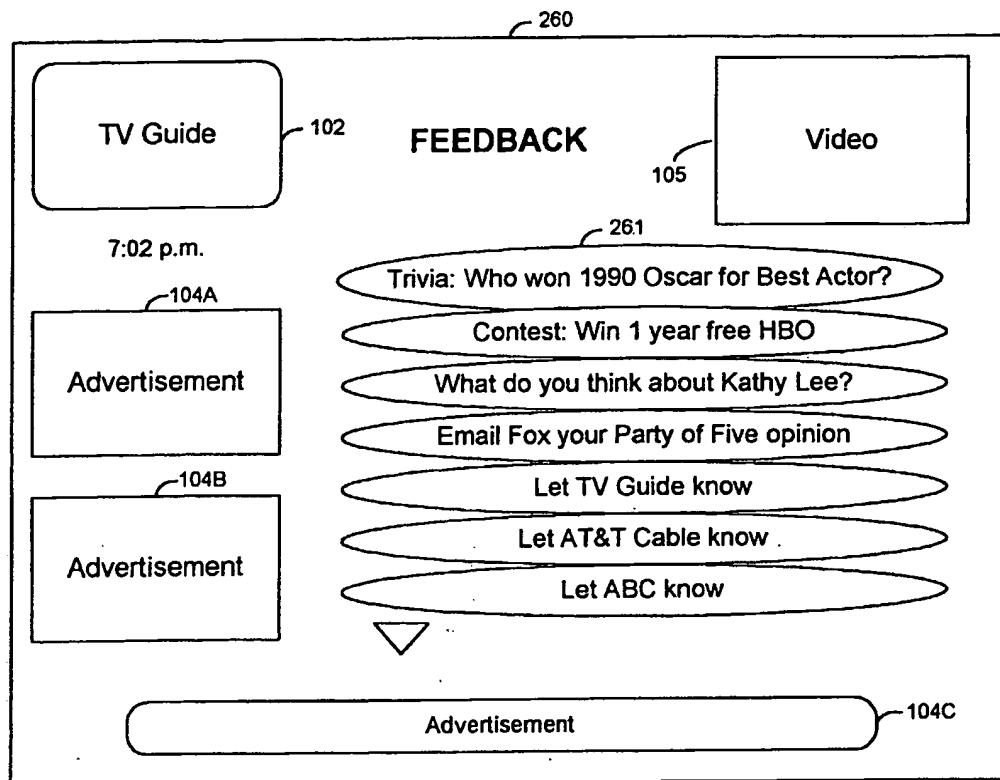 260
TV Guide
102
FEEDBACK
105
Video
7:02 p.m.
261
Trivia: Who won 1990 Oscar for Best Actor?
104A
Contest: Win 1 year free HBO
Advertisement
What do you think about Kathy Lee?
Email Fox your Party of Five opinion
104B
Let TV Guide know
Advertisement
Let AT&T Cable know
Let ABC know
Advertisement
104C